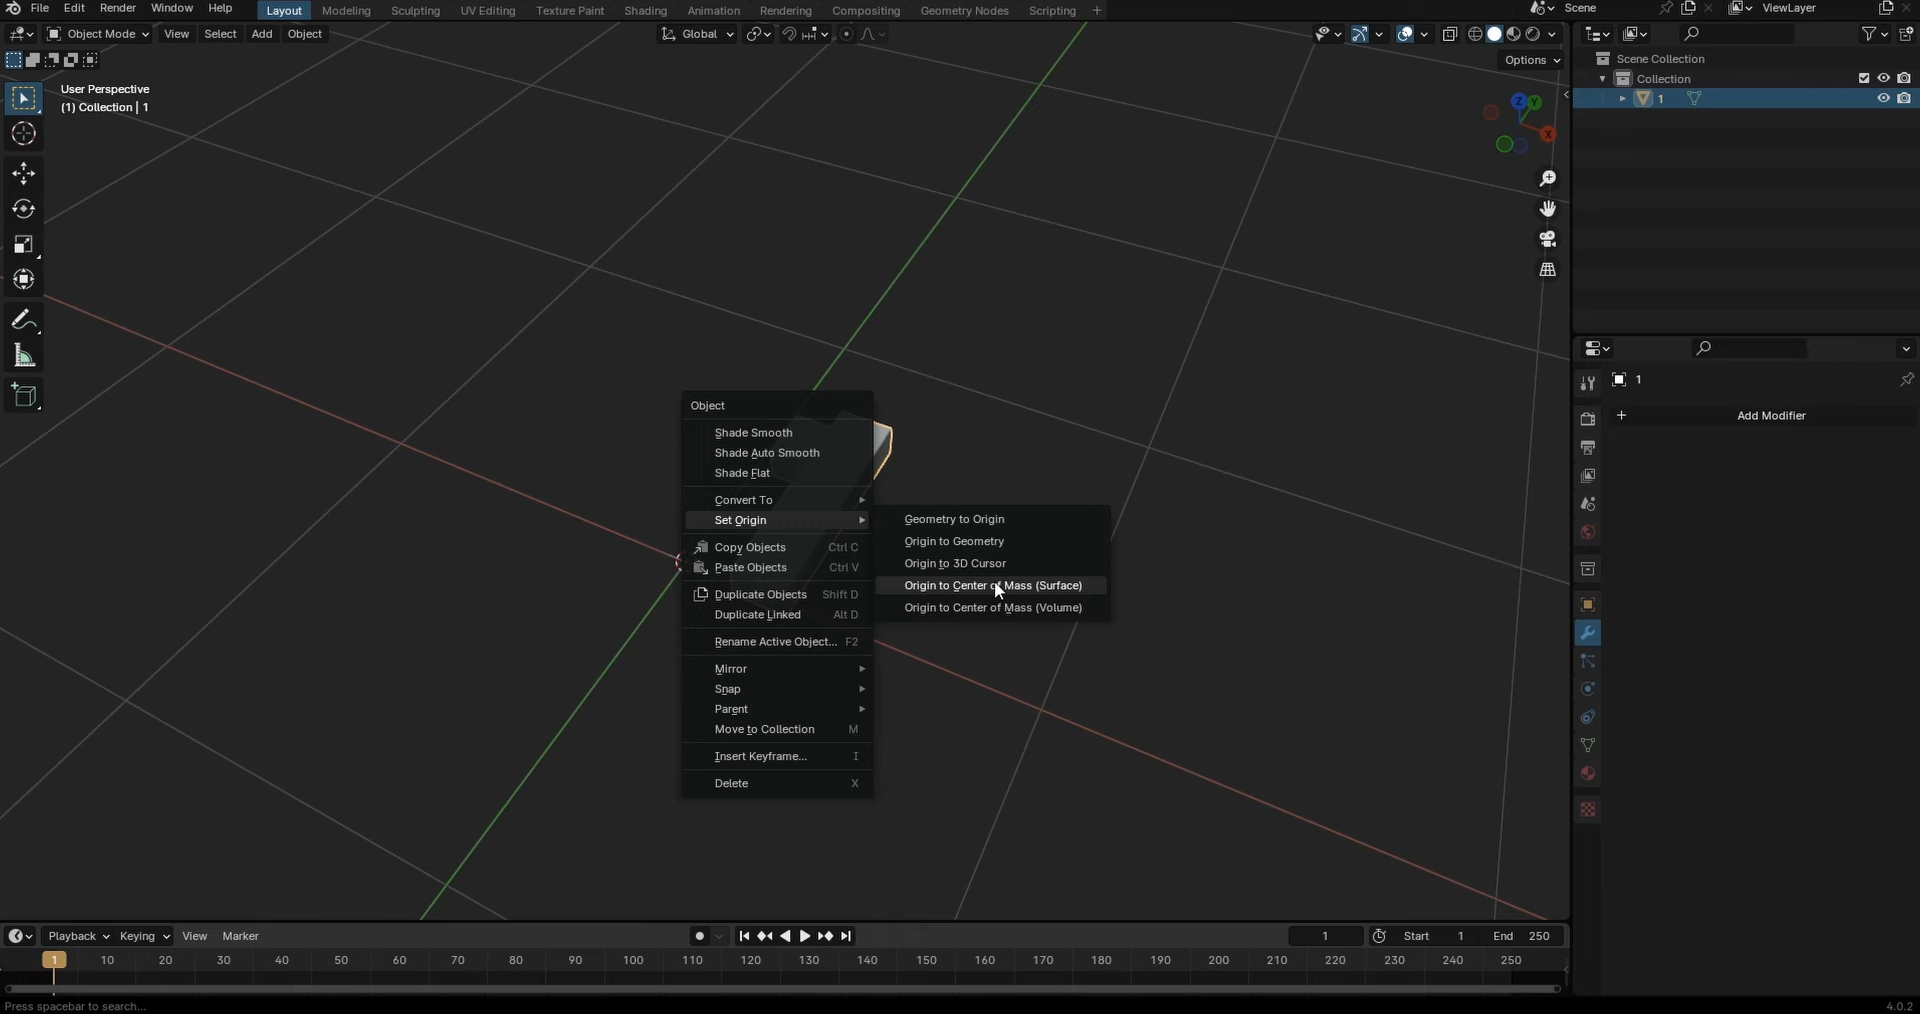 File Edit Render Window Help Layout Modeling Sculpting UV Editing Texture Paint Shading Animation Rendering Compositing Geometry Nodes Scripting + Scene ViewLayer
Object Mode View Select Add Object Global
Options
User Perspective
(1) Collection | 1
Z Y
X
Scene Collection
Collection
1
1
+ Add Modifier
Object
Shade Smooth
Shade Auto Smooth
Shade Flat
Convert To
Set Origin
Copy Objects Ctrl C
Paste Objects Ctrl V
Duplicate Objects Shift D
Duplicate Linked Alt D
Rename Active Object... F2
Mirror
Snap
Parent
Move to Collection M
Insert Keyframe... I
Delete X
Geometry to Origin
Origin to Geometry
Origin to 3D Cursor
Origin to Center of Mass (Surface)
Origin to Center of Mass (Volume)
Playback Keying View Marker 1 Start 1 End 250
1 10 20 30 40 50 60 70 80 90 100 110 120 130 140 150 160 170 180 190 200 210 220 230 240 250
Press spacebar to search... 4.0.2